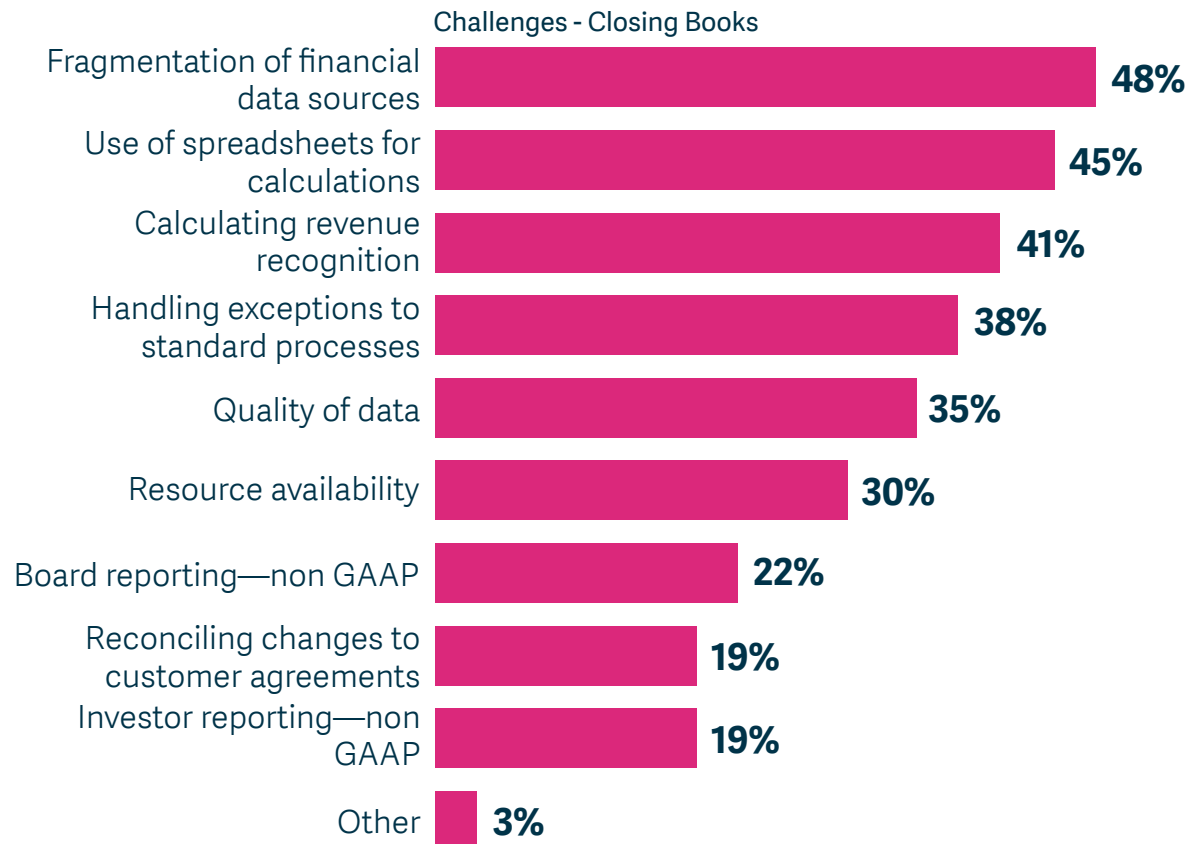 Challenges - Closing Books
Fragmentation of financial
data sources
48%
Use of spreadsheets for
calculations
45%
Calculating revenue
recognition
41%
Handling exceptions to
standard processes
38%
Quality of data
35%
Resource availability
30%
Board reporting—non GAAP
22%
Reconciling changes to
customer agreements
19%
Investor reporting—non
GAAP
19%
Other
3%